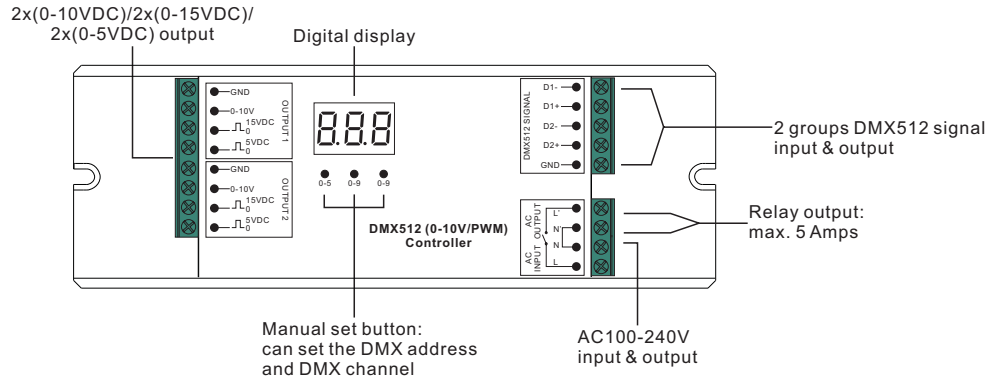 2x(0-10VDC)/2x(0-15VDC)/
2x(0-5VDC) output
Digital display
GND
0-10V
15VDC
0
5VDC
0
OUTPUT 1
GND
0-10V
15VDC
0
5VDC
0
OUTPUT 2
8.8.8
0-5
0-9
0-9
DMX512 (0-10V/PWM)
Controller
DMX512 SIGNAL
D1-
D1+
D2-
D2+
GND
AC
OUTPUT
AC
INPUT
L'
N'
N
L
2 groups DMX512 signal
input & output
Relay output:
max. 5 Amps
Manual set button:
can set the DMX address
and DMX channel
AC100-240V
input & output